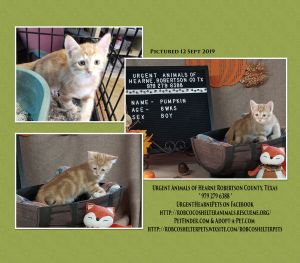 Pictured 12 Sept 2019
URGENT ANIMALS OF
HEARNE, ROBERTSON CO TX
979 279 6388
NAME - PUMPKIN
AGE - 8WKS
SEX - BOY
Urgent Animals of Hearne Robertson County, Texas
* 979 279 6388 *
UrgentHearnePets on Facebook
http://robcocoshelteranimals.rescueme.org/
PetFinder.com & Adopt-a-Pet.com
http://robcoshelterpets.wixsite.com/robcoshelterpets